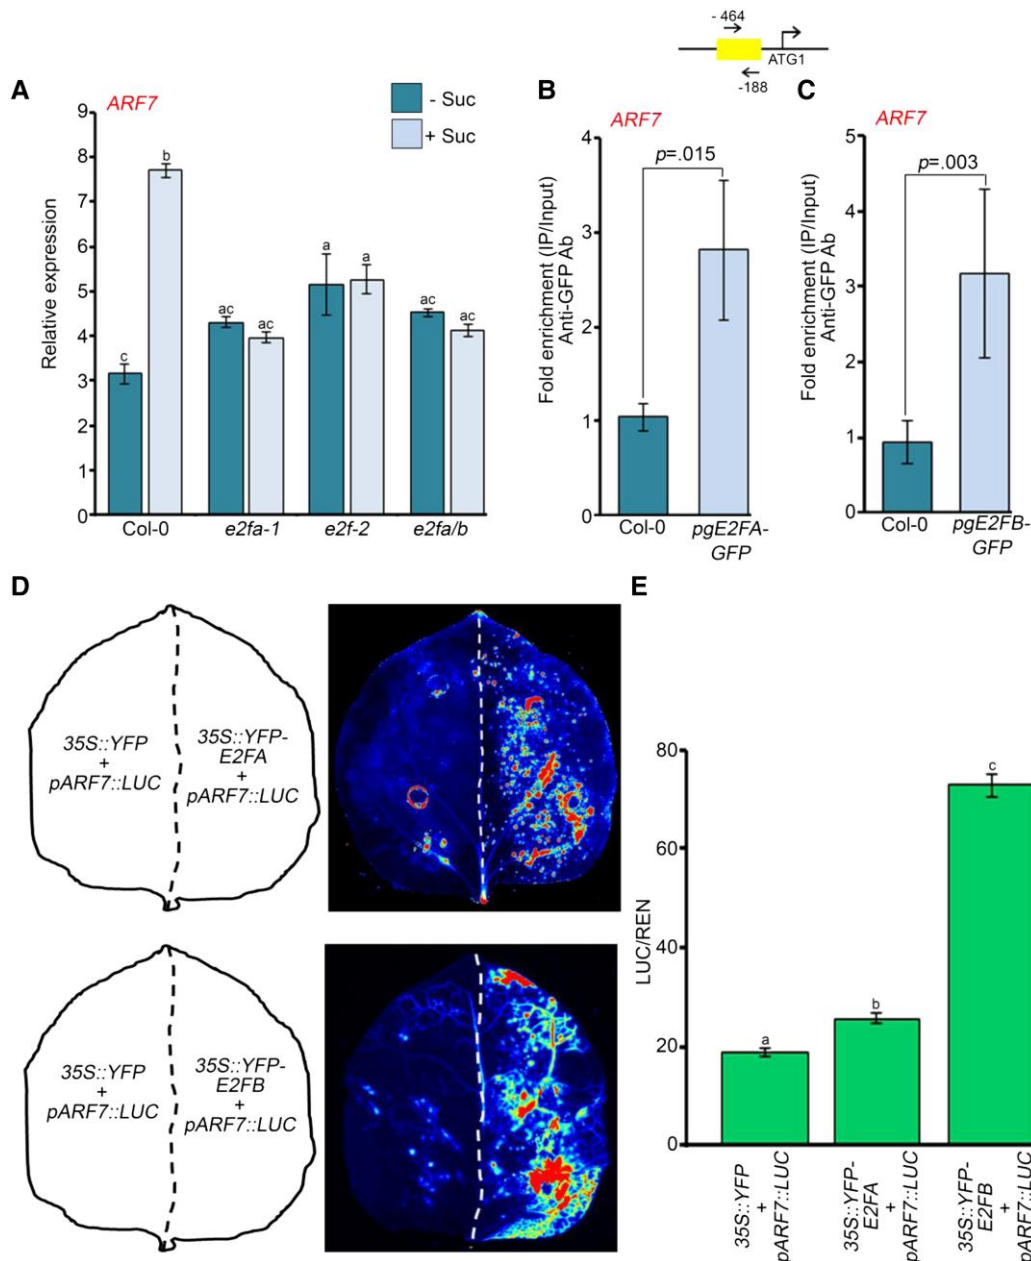 - 464
ATG1
-188
A
ARF7
- Suc
+ Suc
Relative expression
9
8
7
6
5
4
3
2
1
0
c
b
ac
ac
a
a
ac
ac
Col-0
e2fa-1
e2f-2
e2fa/b
B
ARF7
p=.015
Fold enrichment (IP/Input)
Anti-GFP Ab
4
3
2
1
0
Col-0
pgE2FA-
GFP
C
ARF7
p=.003
Fold enrichment (IP/Input)
Anti-GFP Ab
5
4
3
2
1
0
Col-0
pgE2FB-
GFP
D
35S::YFP
+
pARF7::LUC
35S::YFP-
E2FA
+
pARF7::LUC
35S::YFP
+
pARF7::LUC
35S::YFP-
E2FB
+
pARF7::LUC
E
LUC/REN
80
60
40
20
0
a
b
c
35S::YFP
+
pARF7::LUC
35S::YFP-
E2FA
+
pARF7::LUC
35S::YFP-
E2FB
+
pARF7::LUC